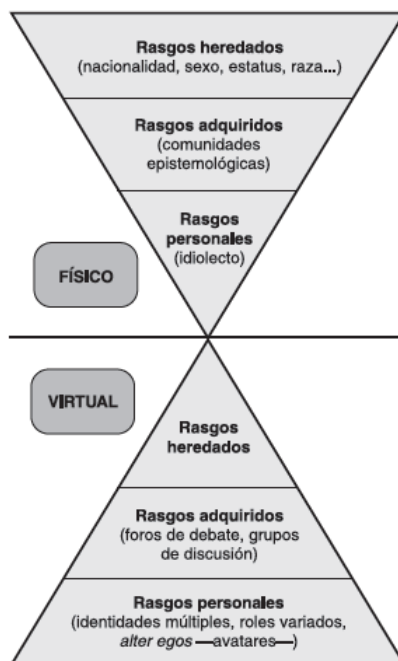 Rasgos heredados
(nacionalidad, sexo, estatus, raza...)
Rasgos adquiridos
(comunidades
epistemológicas)
Rasgos
personales
(idiolecto)
FÍSICO
VIRTUAL
Rasgos
heredados
Rasgos adquiridos
(foros de debate, grupos
de discusión)
Rasgos personales
(identidades múltiples, roles variados,
alter egos —avatares—)